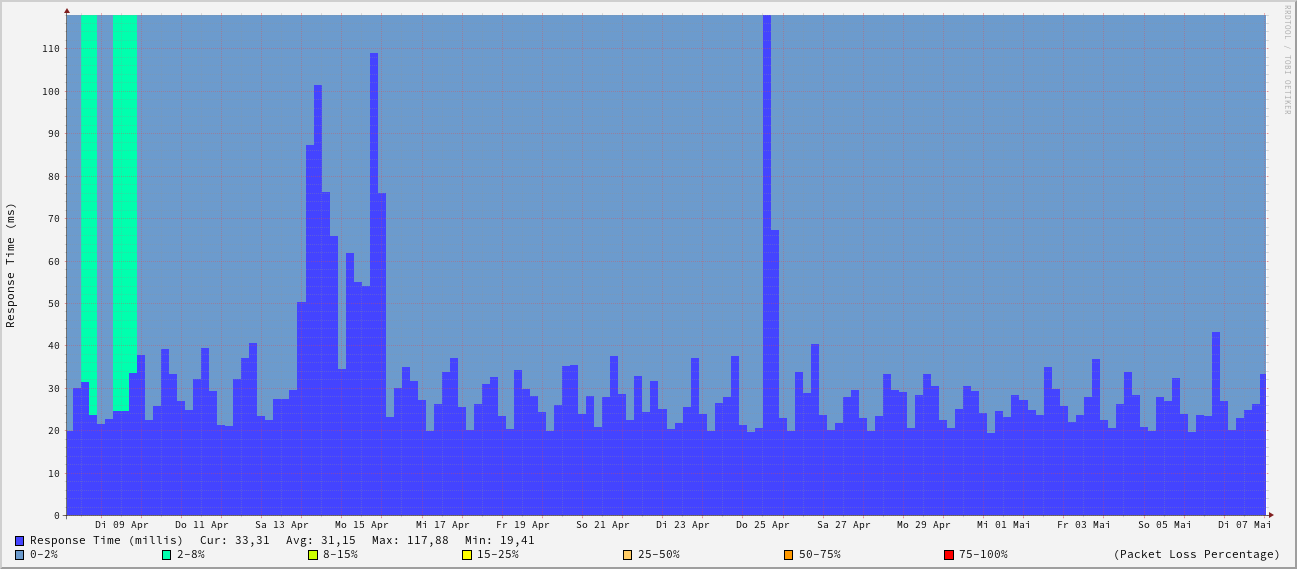 RRDTOOL / TOBI OETIKER
Response Time (ms)
110
100
90
80
70
60
50
40
30
20
10
0
Di 09 Apr Do 11 Apr Sa 13 Apr Mo 15 Apr Mi 17 Apr Fr 19 Apr So 21 Apr Di 23 Apr Do 25 Apr Sa 27 Apr Mo 29 Apr Mi 01 Mai Fr 03 Mai So 05 Mai Di 07 Mai
Response Time (millis) Cur: 33,31 Avg: 31,15 Max: 117,88 Min: 19,41
0-2% 2-8% 8-15% 15-25% 25-50% 50-75% 75-100% (Packet Loss Percentage)